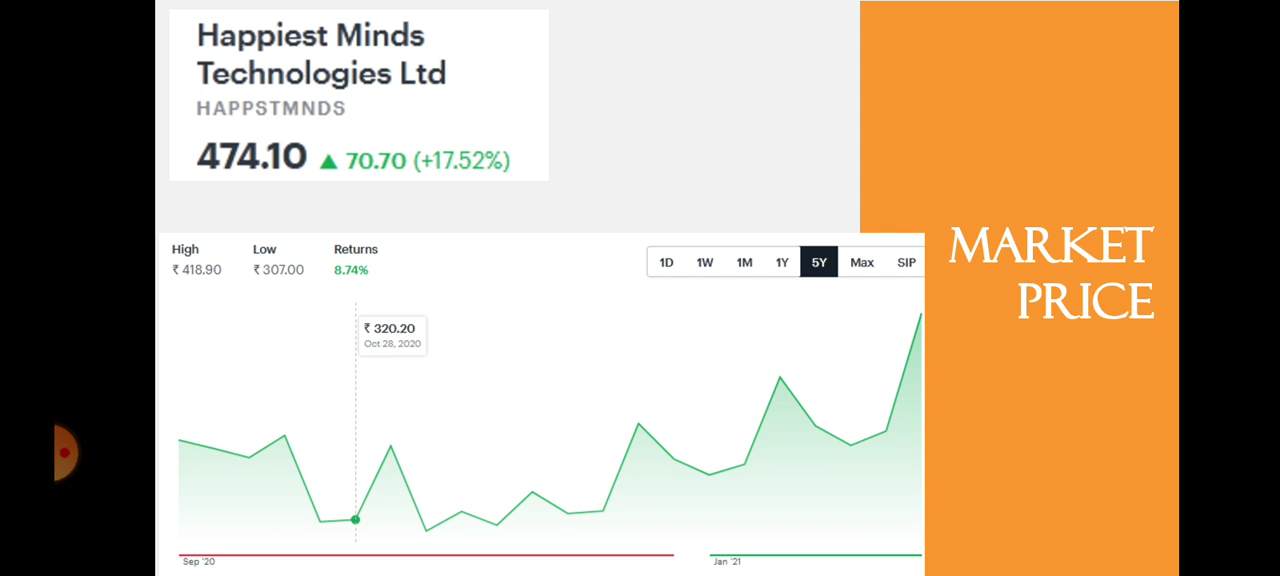 Happiest Minds
Technologies Ltd
HAPPSTMNDS
474.10 ▲ 70.70 (+17.52%)
MARKET
PRICE
High Low Returns
₹ 418.90 ₹ 307.00 8.74%
1D 1W 1M 1Y 5Y Max SIP
₹ 320.20
Oct 28, 2020
Sep '20 Jan '21